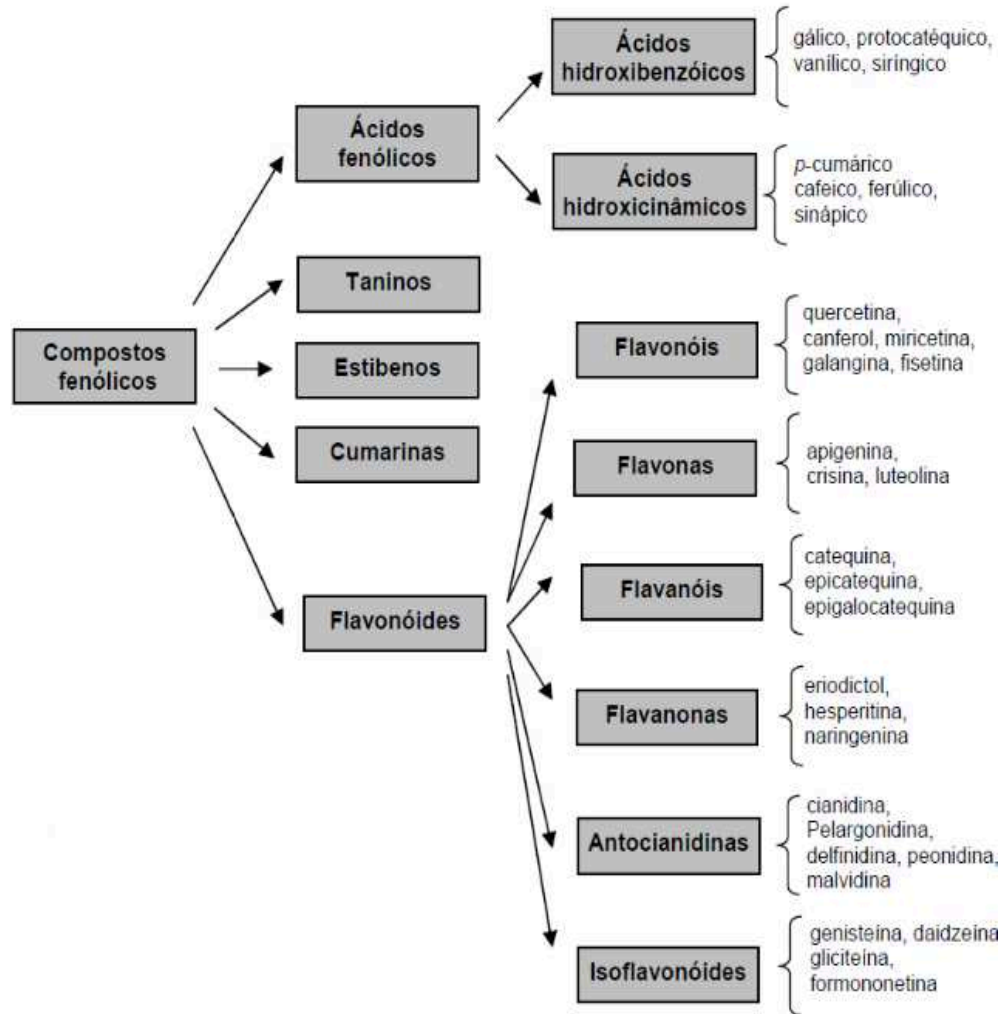 Compostos
fenólicos
Ácidos
fenólicos
Taninos
Estibenos
Cumarinas
Flavonóides
Ácidos
hidroxibenzóicos
gálico, protocatéquico,
vanílico, siríngico
Ácidos
hidroxicinâmicos
p-cumárico
cafeico, ferúlico,
sinápico
Flavonóis
quercetina,
canferol, miricetina,
galangina, fisetina
Flavonas
apigenina,
crisina, luteolina
Flavanóis
catequina,
epicatequina,
epigalocatequina
Flavanonas
eriodictol,
hesperitina,
naringenina
Antocianidinas
cianidina,
Pelargonidina,
delfinidina, peonidina,
malvidina
Isoflavonóides
genisteína, daidzeína
gliciteína,
formononetina